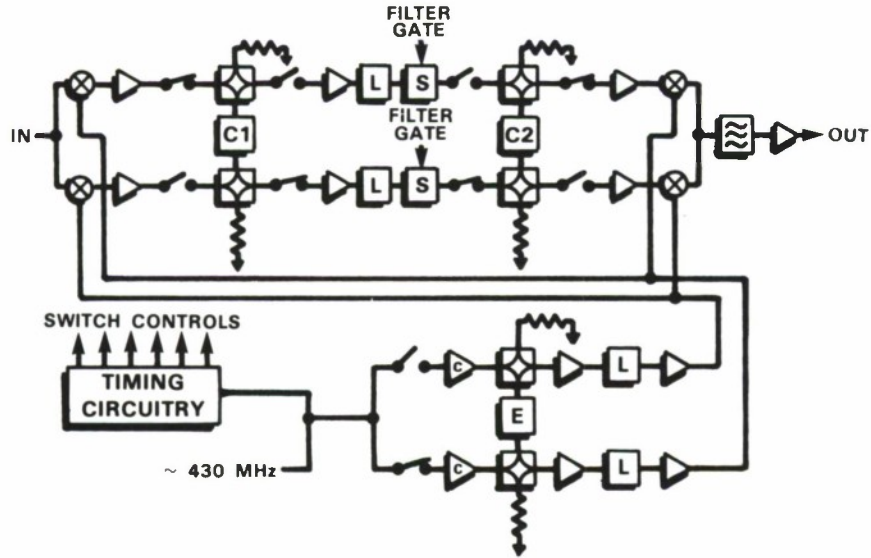 FILTER
GATE
L
S
IN
FILTER
GATE
C1
C2
OUT
L
S
SWITCH CONTROLS
TIMING
CIRCUITRY
c
L
E
~ 430 MHz
c
L